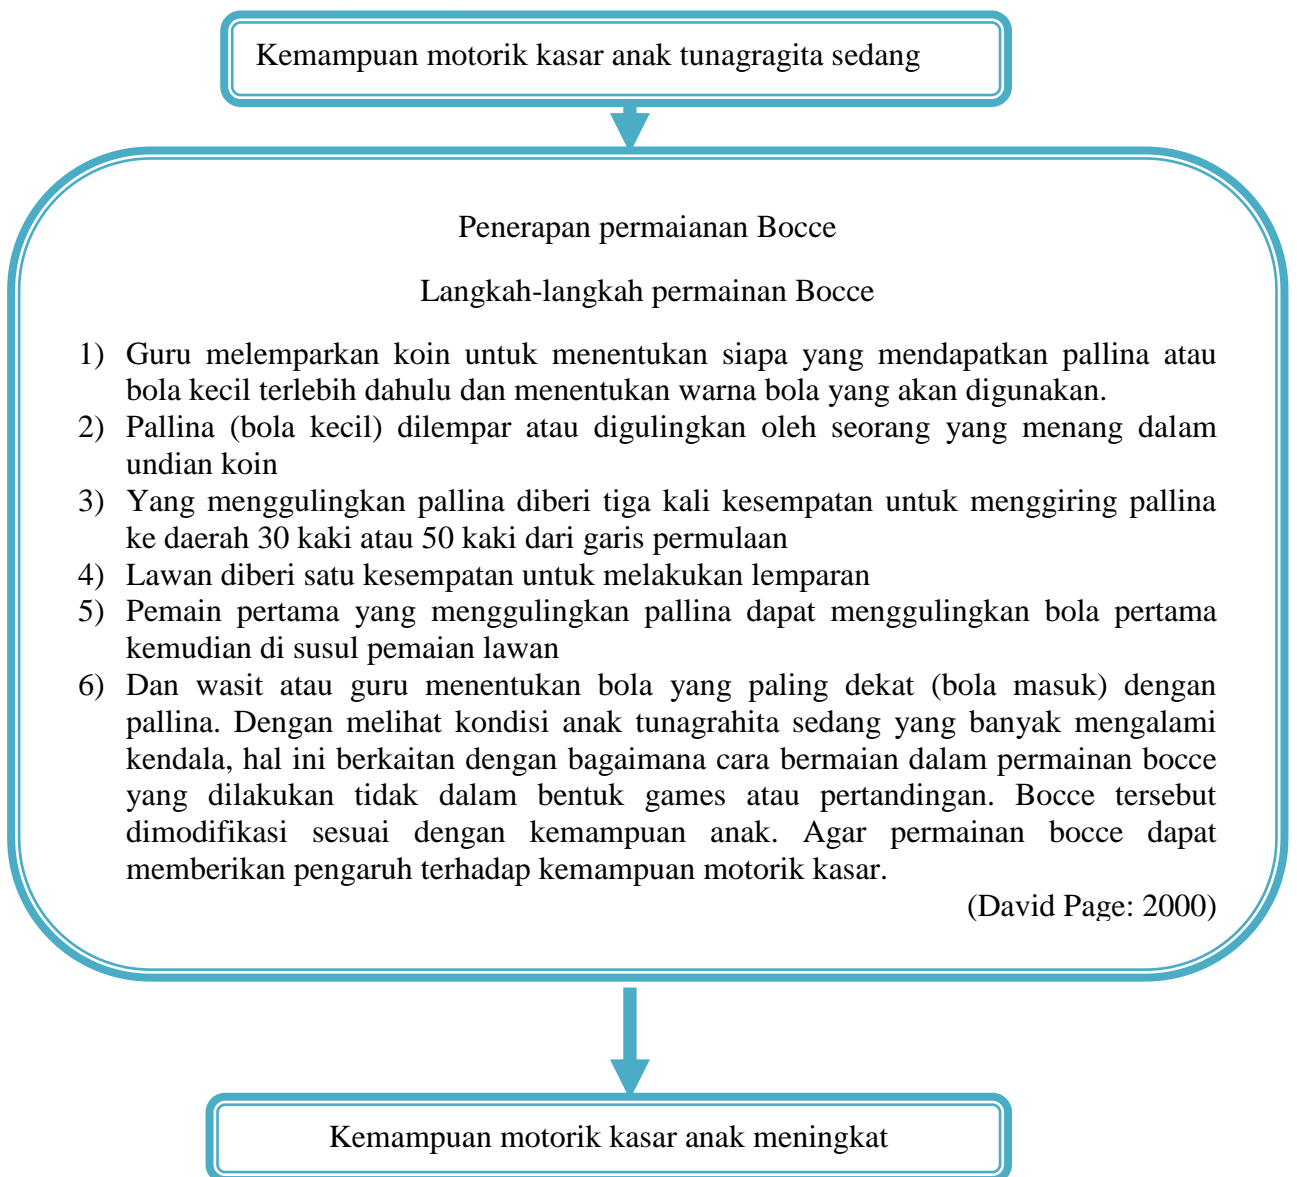 Kemampuan motorik kasar anak tunagragita sedang
Penerapan permaianan Bocce
Langkah-langkah permainan Bocce
1) Guru melemparkan koin untuk menentukan siapa yang mendapatkan pallina atau
bola kecil terlebih dahulu dan menentukan warna bola yang akan digunakan.
2) Pallina (bola kecil) dilempar atau digulingkan oleh seorang yang menang dalam
undian koin
3) Yang menggulingkan pallina diberi tiga kali kesempatan untuk menggiring pallina
ke daerah 30 kaki atau 50 kaki dari garis permulaan
4) Lawan diberi satu kesempatan untuk melakukan lemparan
5) Pemain pertama yang menggulingkan pallina dapat menggulingkan bola pertama
kemudian di susul pemaian lawan
6) Dan wasit atau guru menentukan bola yang paling dekat (bola masuk) dengan
pallina. Dengan melihat kondisi anak tunagrahita sedang yang banyak mengalami
kendala, hal ini berkaitan dengan bagaimana cara bermaian dalam permainan bocce
yang dilakukan tidak dalam bentuk games atau pertandingan. Bocce tersebut
dimodifikasi sesuai dengan kemampuan anak. Agar permainan bocce dapat
memberikan pengaruh terhadap kemampuan motorik kasar.
(David Page: 2000)
Kemampuan motorik kasar anak meningkat